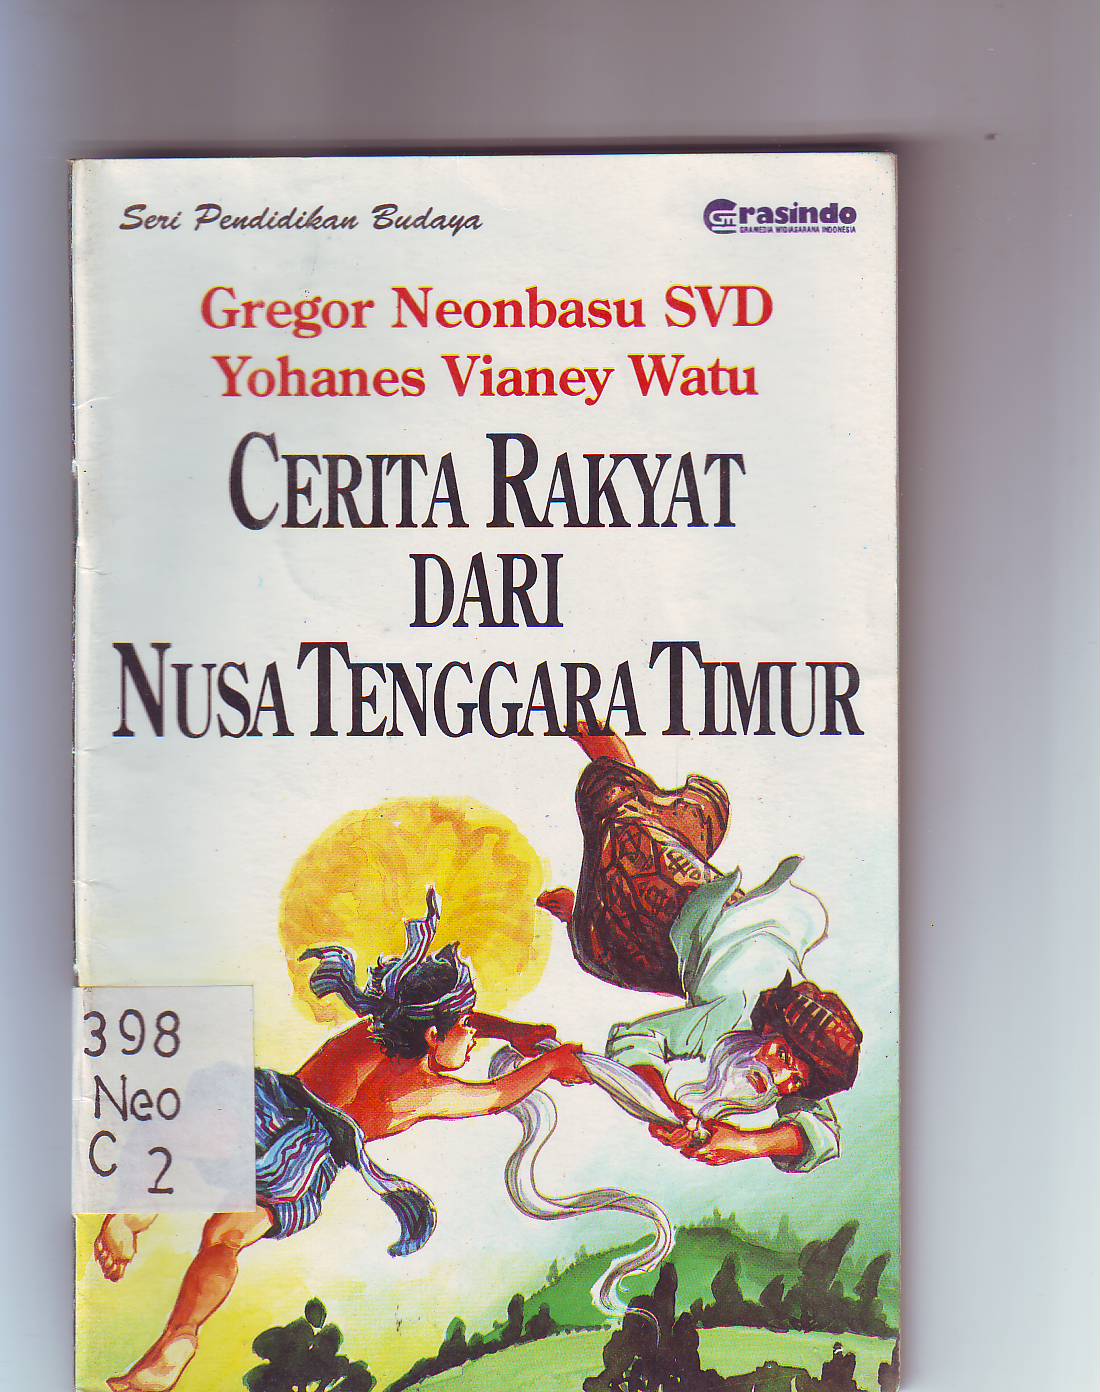 Seri Pendidikan Budaya
Grasindo
GRAMEDIA WIDIASARANA INDONESIA
Gregor Neonbasu SVD
Yohanes Vianey Watu
CERITA RAKYAT
DARI
NUSA TENGGARA TIMUR
398
Neo
C 2